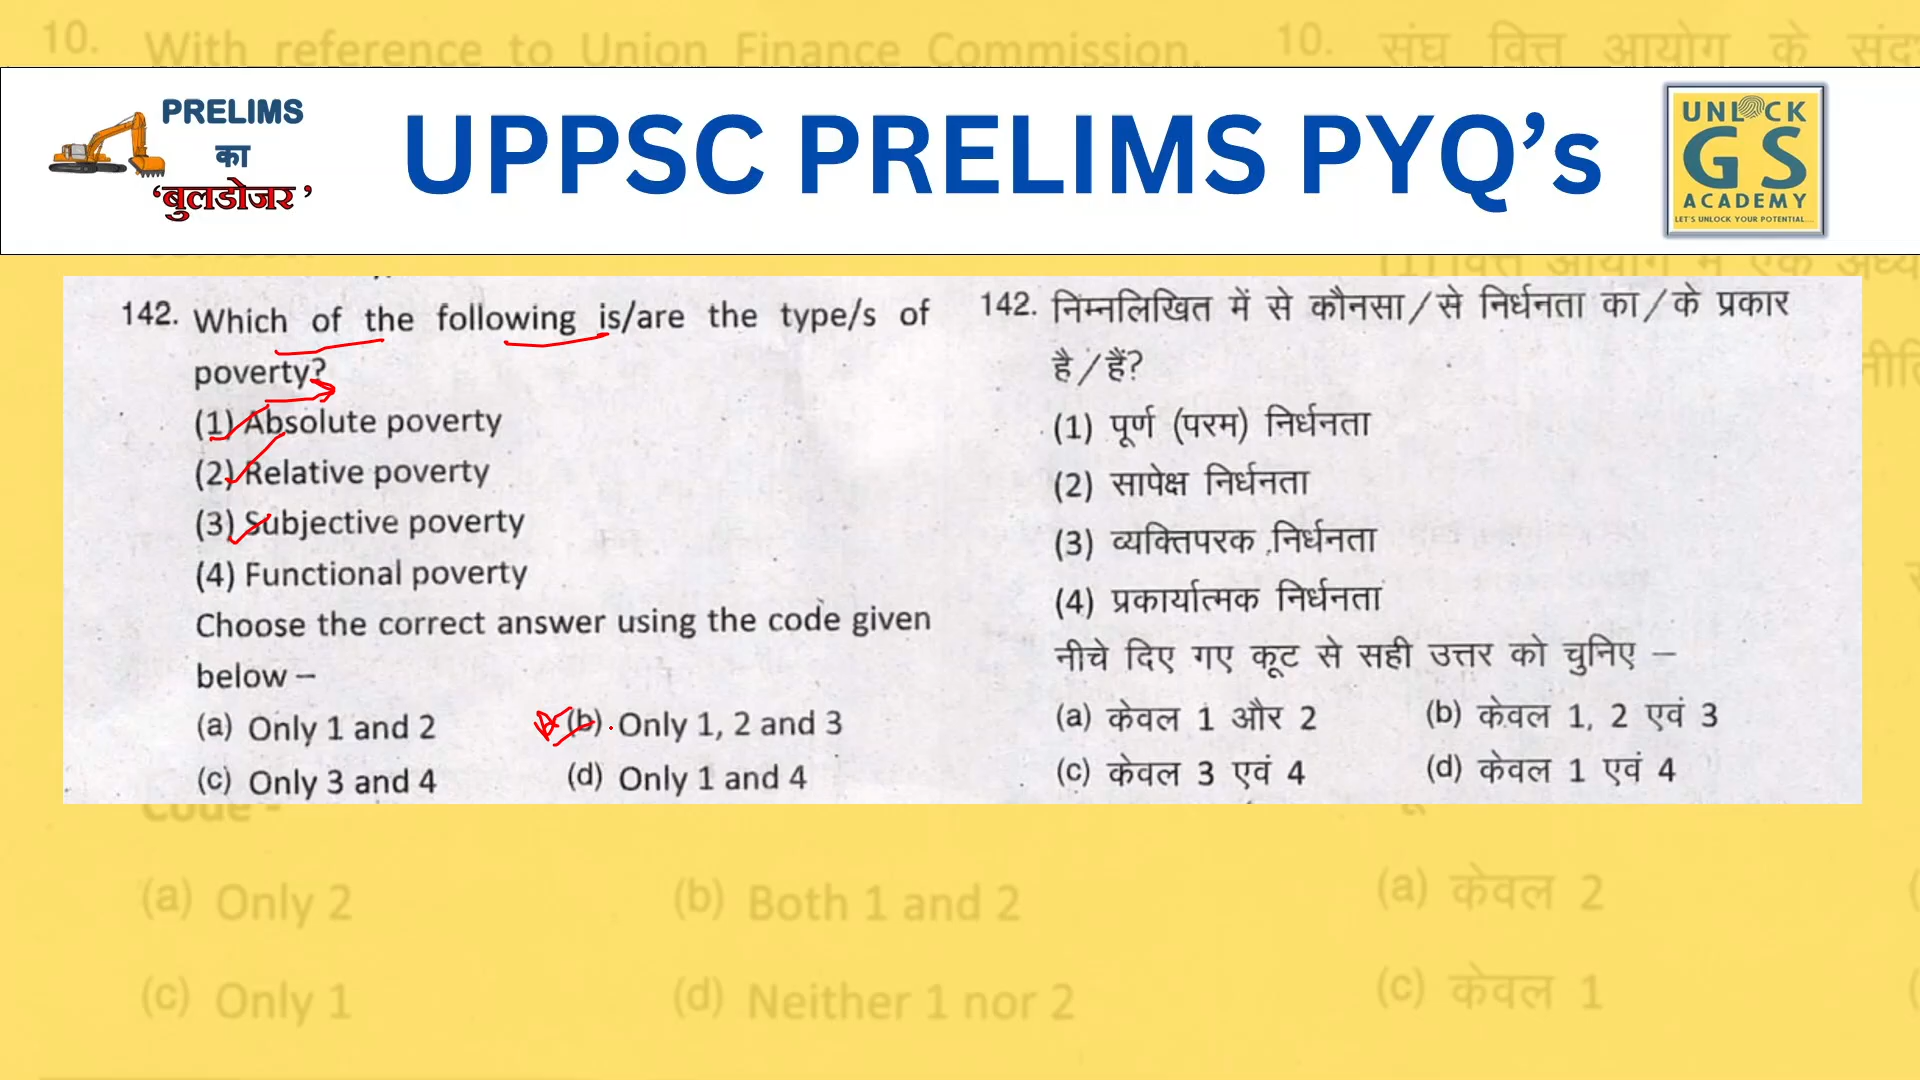 10. With reference to Union Finance Commission,
10. संघ वित्त आयोग के संदर्भ
PRELIMS
का
‘बुलडोजर’
UPPSC PRELIMS PYQ’s
UNLOCK
GS
ACADEMY
LET'S UNLOCK YOUR POTENTIAL....
142. Which of the following is/are the type/s of
poverty?
(1) Absolute poverty
(2) Relative poverty
(3) Subjective poverty
(4) Functional poverty
Choose the correct answer using the code given
below –
(a) Only 1 and 2
(b) Only 1, 2 and 3
(c) Only 3 and 4
(d) Only 1 and 4
142. निम्नलिखित में से कौनसा/से निर्धनता का/के प्रकार
है/हैं?
(1) पूर्ण (परम) निर्धनता
(2) सापेक्ष निर्धनता
(3) व्यक्तिपरक निर्धनता
(4) प्रकार्यात्मक निर्धनता
नीचे दिए गए कूट से सही उत्तर को चुनिए –
(a) केवल 1 और 2
(b) केवल 1, 2 एवं 3
(c) केवल 3 एवं 4
(d) केवल 1 एवं 4
Code -
(a) Only 2
(b) Both 1 and 2
(c) Only 1
(d) Neither 1 nor 2
(a) केवल 2
(c) केवल 1